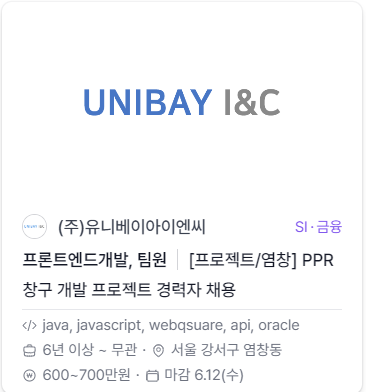 UNIBAY I&C
UNIBAY I&C (주)유니베이아이엔씨 SI · 금융
프론트엔드개발, 팀원 | [프로젝트/염창] PPR
창구 개발 프로젝트 경력자 채용
java, javascript, webqsuare, api, oracle
6년 이상 ~ 무관 · 서울 강서구 염창동
600~700만원 · 마감 6.12(수)